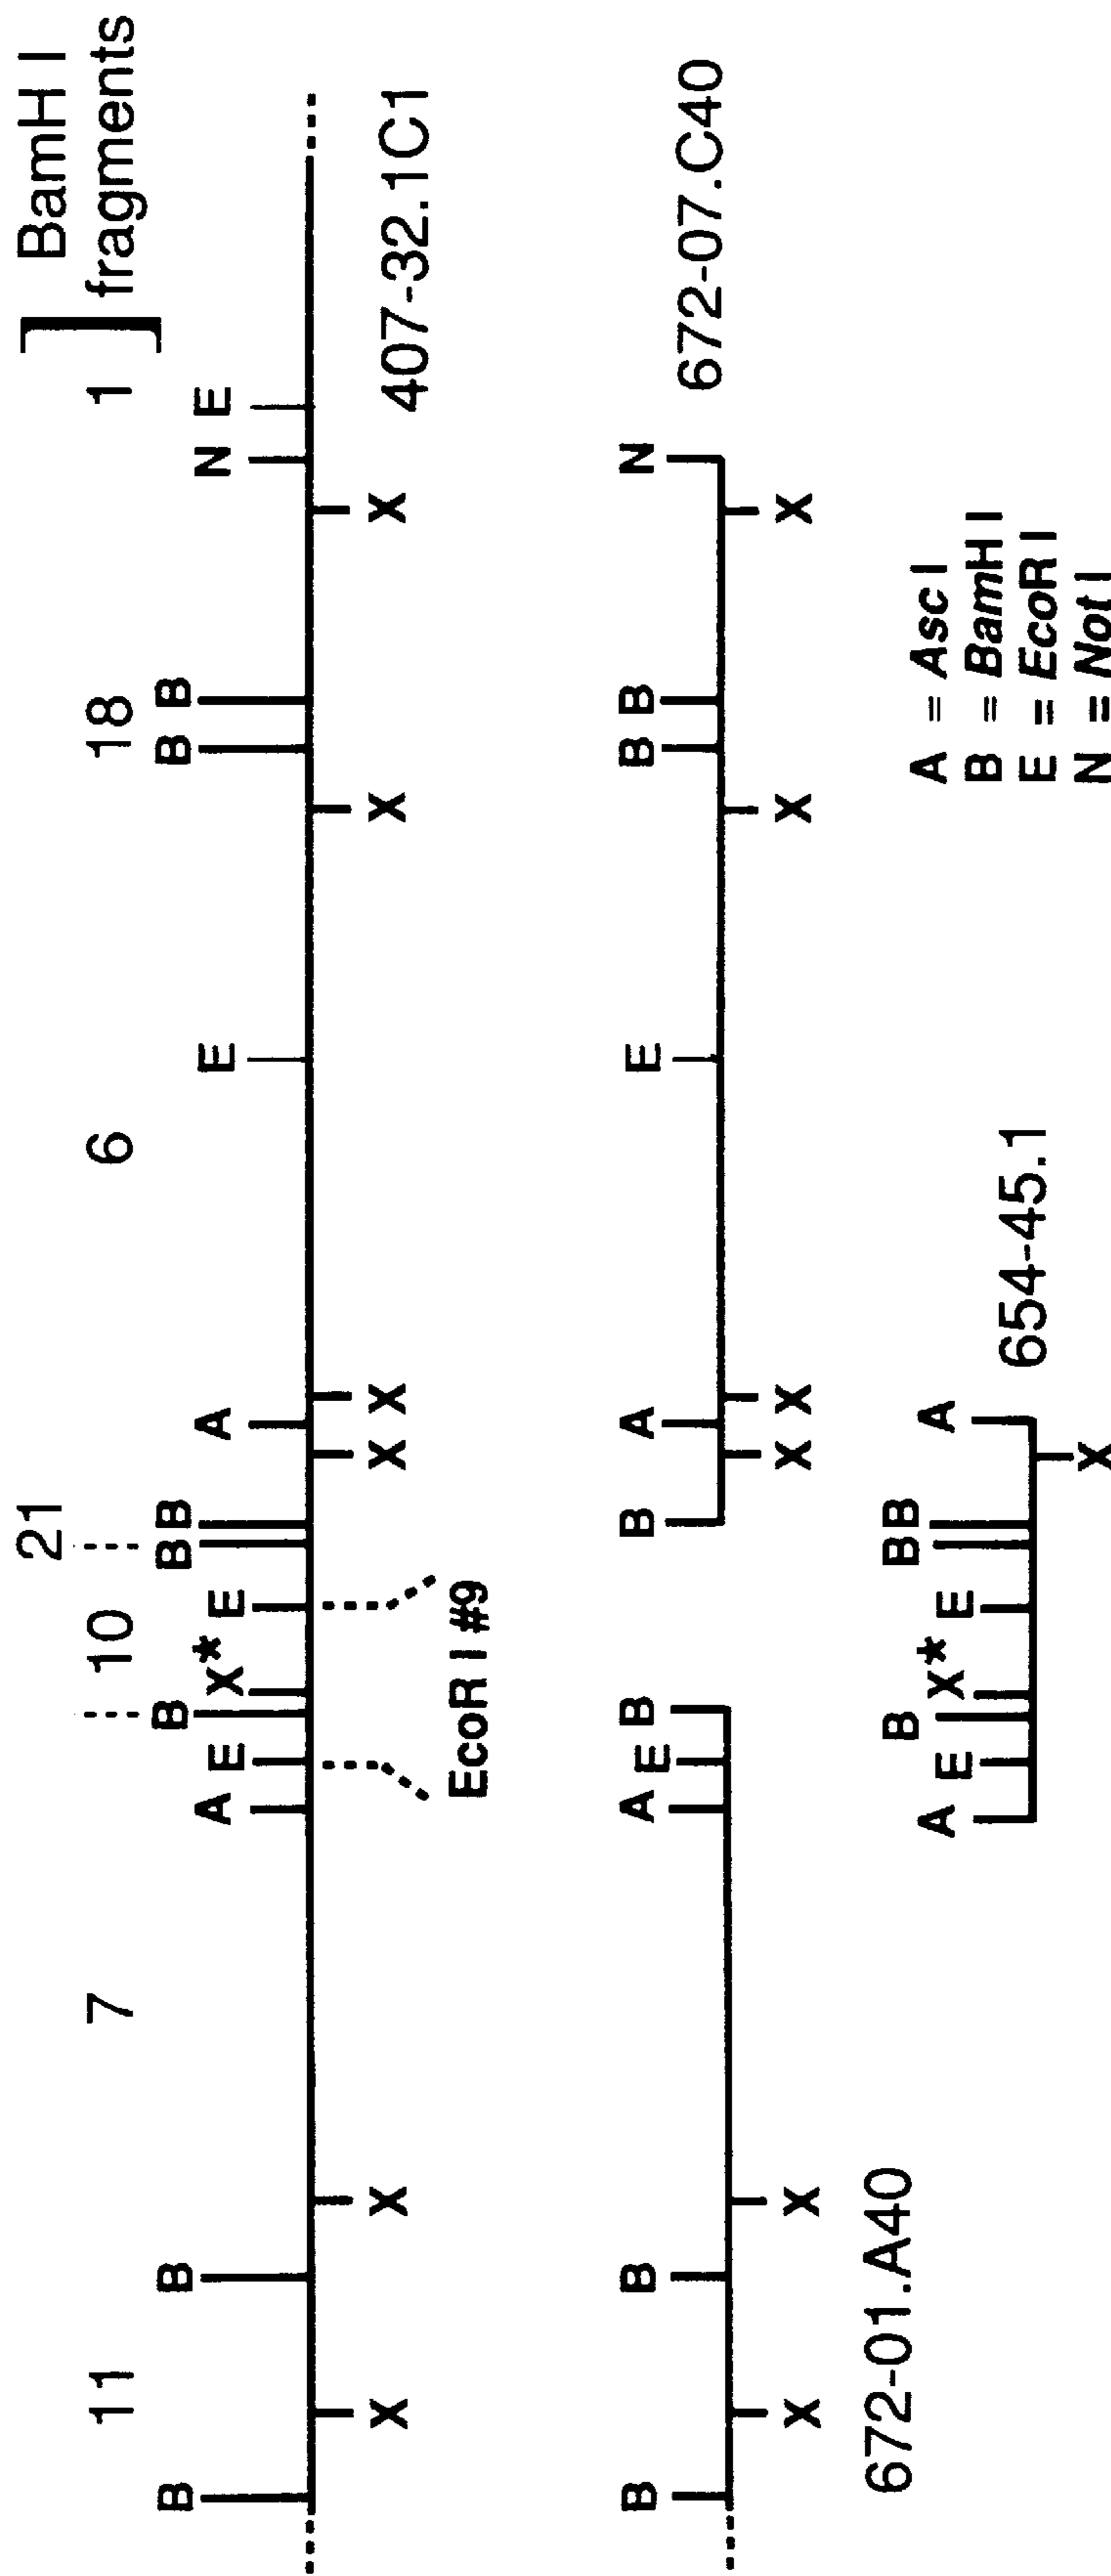 21 BamH I
11 7 10 6 18 1 ] fragments
B B B B B B B
A E X* E A E N E
X X X X X X
407-32.1C1
EcoR I #9
B B A E B B A E B B N
672-07.C40
X X X X X X
672-01.A40
B B B
A E X* E A
X
654-45.1
A = Asc I
B = BamH I
E = EcoR I
N = Not I